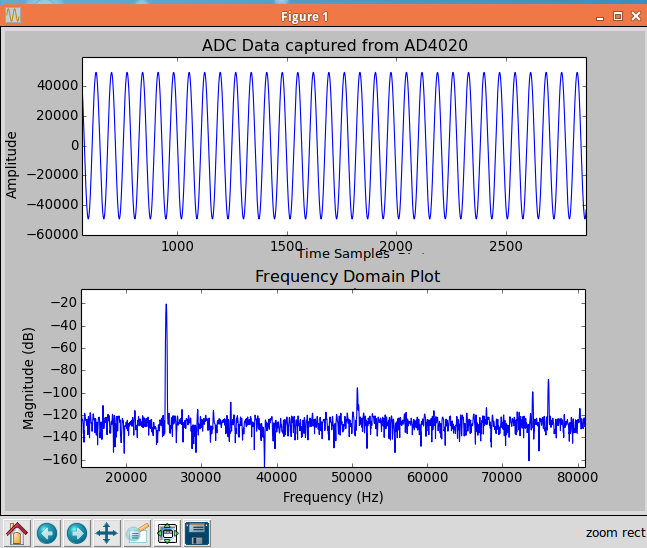 Figure 1
ADC Data captured from AD4020
Amplitude
40000
20000
0
−20000
−40000
−60000
1000 1500 2000 2500
Time Samples
Frequency Domain Plot
Magnitude (dB)
−20
−40
−60
−80
−100
−120
−140
−160
20000 30000 40000 50000 60000 70000 80000
Frequency (Hz)
zoom rect